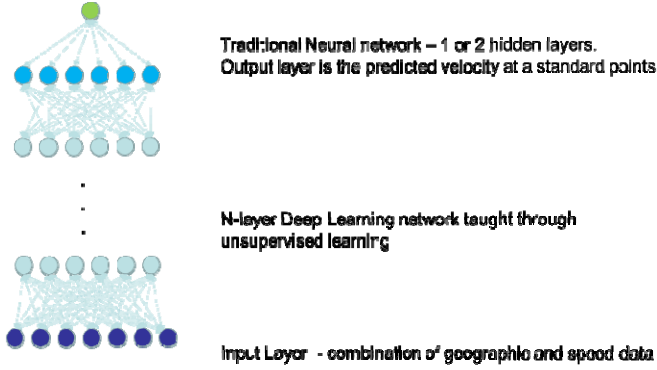 Traditional Neural network – 1 or 2 hidden layers.
Output layer is the predicted velocity at a standard points
N-layer Deep Learning network taught through
unsupervised learning
Input Layer - combination of geographic and speed data